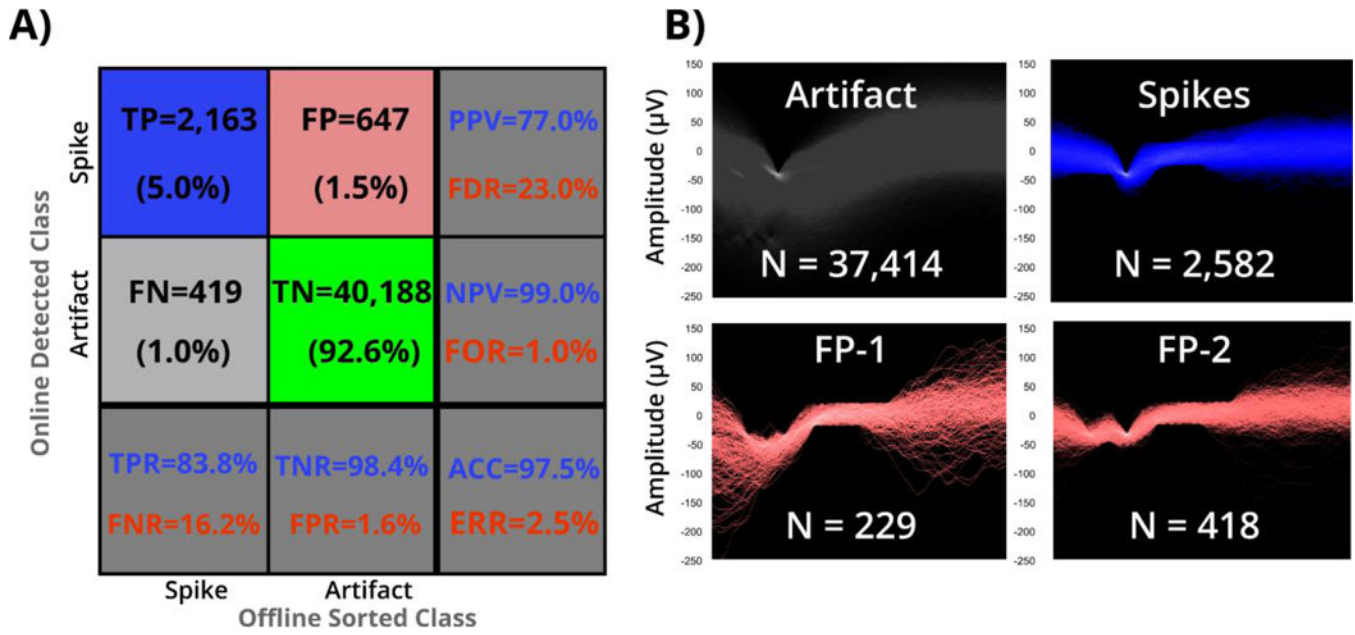 A)
TP=2,163
(5.0%)
FP=647
(1.5%)
PPV=77.0%
FDR=23.0%
FN=419
(1.0%)
TN=40,188
(92.6%)
NPV=99.0%
FOR=1.0%
TPR=83.8%
FNR=16.2%
TNR=98.4%
FPR=1.6%
ACC=97.5%
ERR=2.5%
Online Detected Class
Spike
Artifact
Spike
Artifact
Offline Sorted Class
B)
Amplitude (µV)
150
100
50
0
-50
-100
-150
-200
-250
Artifact
N = 37,414
150
100
50
0
-50
-100
-150
-200
-250
Spikes
N = 2,582
Amplitude (µV)
150
100
50
0
-50
-100
-150
-200
-250
FP-1
N = 229
150
100
50
0
-50
-100
-150
-200
-250
FP-2
N = 418